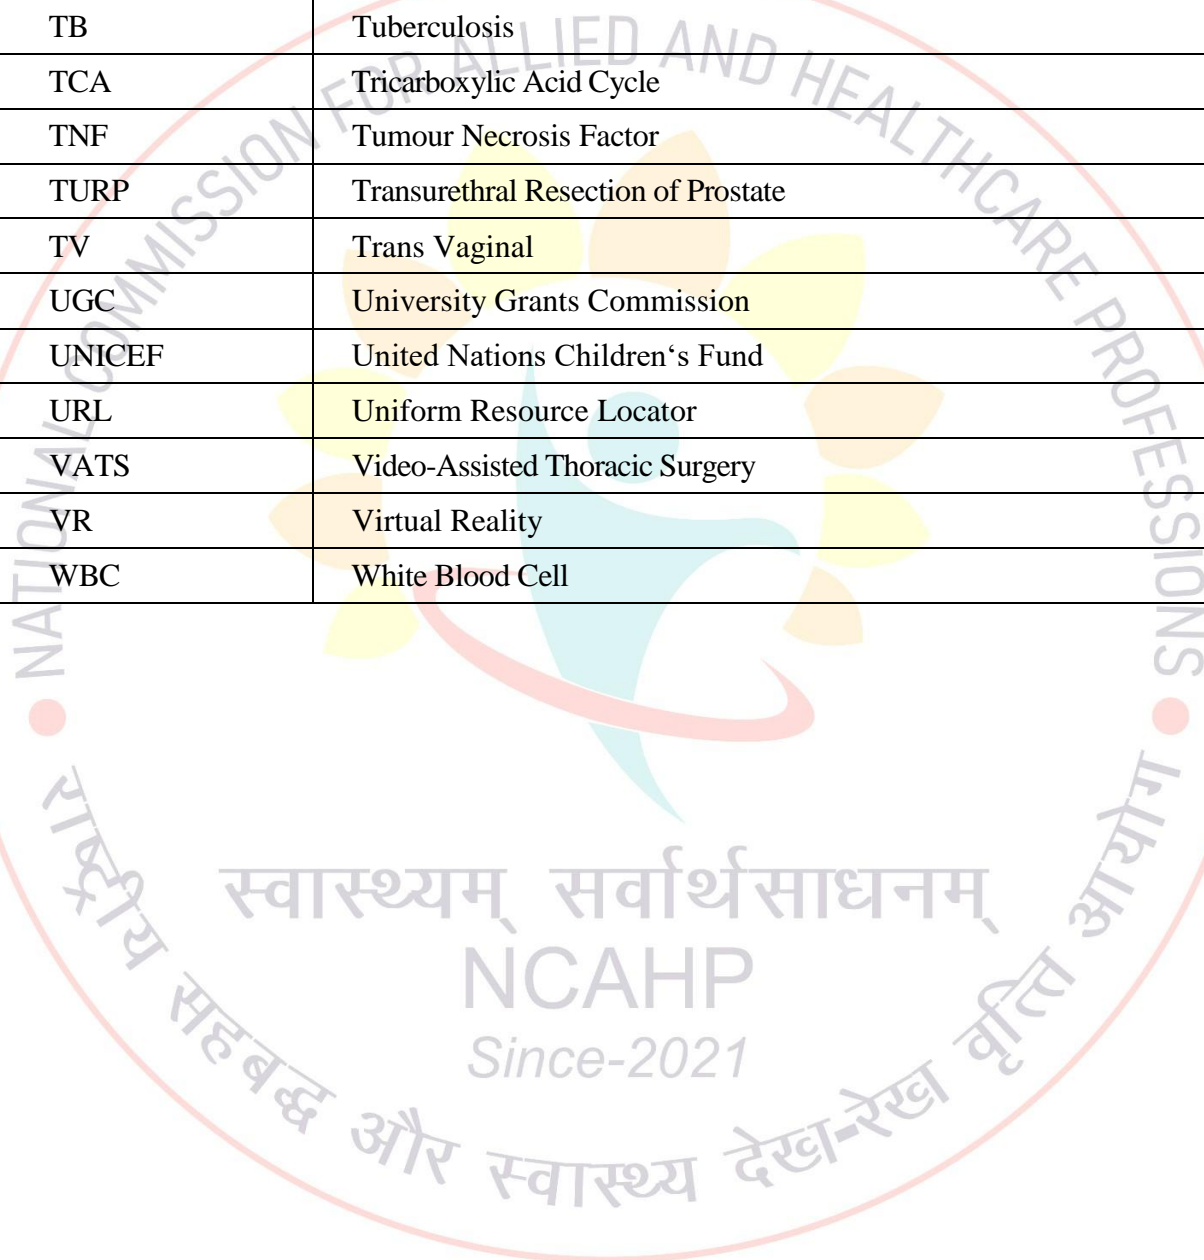 TB Tuberculosis
TCA Tricarboxylic Acid Cycle
TNF Tumour Necrosis Factor
TURP Transurethral Resection of Prostate
TV Trans Vaginal
UGC University Grants Commission
UNICEF United Nations Children‘s Fund
URL Uniform Resource Locator
VATS Video-Assisted Thoracic Surgery
VR Virtual Reality
WBC White Blood Cell
NATIONAL COMMISSION FOR ALLIED AND HEALTHCARE PROFESSIONS
स्वास्थ्यम् सर्वार्थसाधनम्
NCAHP
Since-2021
राष्ट्रीय सहबद्ध और स्वास्थ्य देख-रेख वृत्ति आयोग